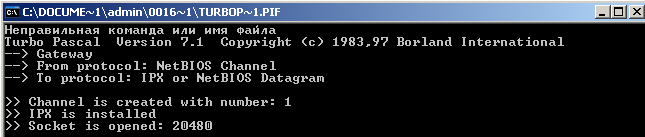 C:\DOCUME~1\admin\0016~1\TURBOP~1.PIF
Неправильная команда или имя файла
Turbo Pascal  Version 7.1  Copyright (c) 1983,97 Borland International
--> Gateway
--> From protocol: NetBIOS Channel
--> To protocol: IPX or NetBIOS Datagram
>> Channel is created with number: 1
>> IPX is installed
>> Socket is opened: 20480